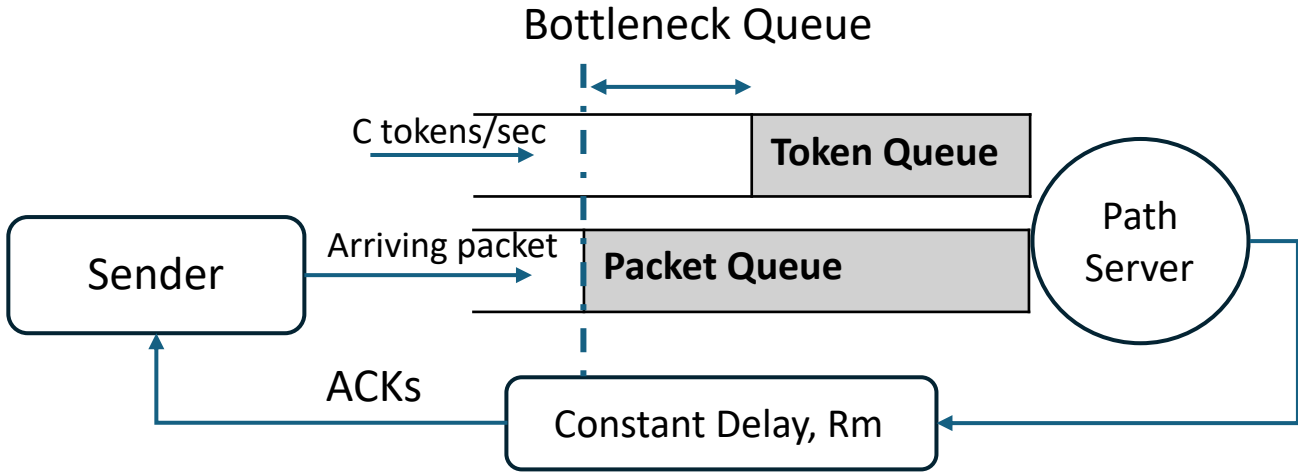 Bottleneck Queue
C tokens/sec
Token Queue
Arriving packet
Sender
Packet Queue
Path
Server
ACKs
Constant Delay, Rm